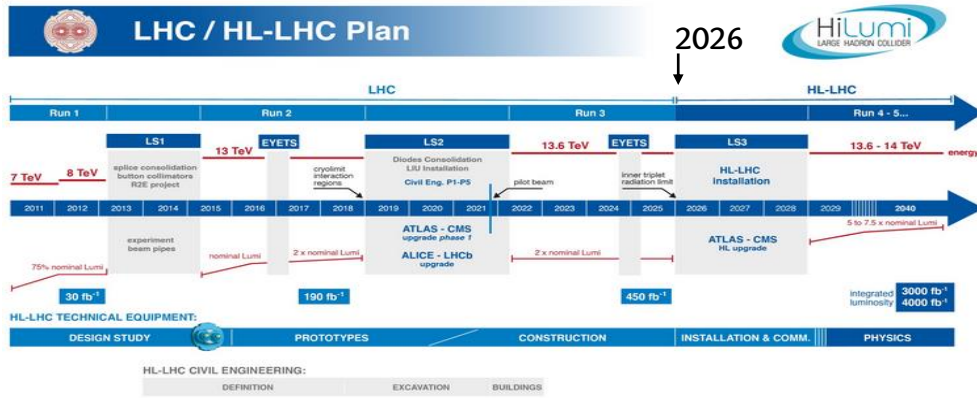 LHC / HL-LHC Plan
2026
HiLumi
LARGE HADRON COLLIDER
LHC
HL-LHC
Run 1
Run 2
Run 3
Run 4 - 5...
LS1
EYETS
LS2
EYETS
LS3
13 TeV
13.6 TeV
13.6 - 14 TeV
energy
splice consolidation
button collimators
R2E project
Diodes Consolidation
LIU Installation
Civil Eng. P1-P5
cryolimit
interaction
regions
pilot beam
inner triplet
radiation limit
HL-LHC
installation
7 TeV
8 TeV
2011
2012
2013
2014
2015
2016
2017
2018
2019
2020
2021
2022
2023
2024
2025
2026
2027
2028
2029
2040
5 to 7.5 x nominal Lumi
experiment
beam pipes
ATLAS - CMS
upgrade phase 1
ALICE - LHCb
upgrade
ATLAS - CMS
HL upgrade
75% nominal Lumi
nominal Lumi
2 x nominal Lumi
2 x nominal Lumi
30 fb⁻¹
190 fb⁻¹
450 fb⁻¹
integrated
luminosity
3000 fb⁻¹
4000 fb⁻¹
HL-LHC TECHNICAL EQUIPMENT:
DESIGN STUDY
PROTOTYPES
CONSTRUCTION
INSTALLATION & COMM.
PHYSICS
HL-LHC CIVIL ENGINEERING:
DEFINITION
EXCAVATION
BUILDINGS